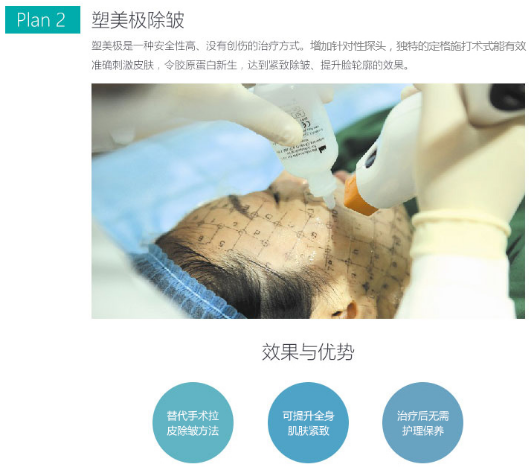 Plan 2
塑美极除皱
塑美极是一种安全性高、没有创伤的治疗方式。增加针对性探头，独特的定格施打术式能有效
准确刺激皮肤，令胶原蛋白新生，达到紧致除皱、提升脸轮廓的效果。
效果与优势
替代手术拉
皮除皱方法
可提升全身
肌肤紧致
治疗后无需
护理保养